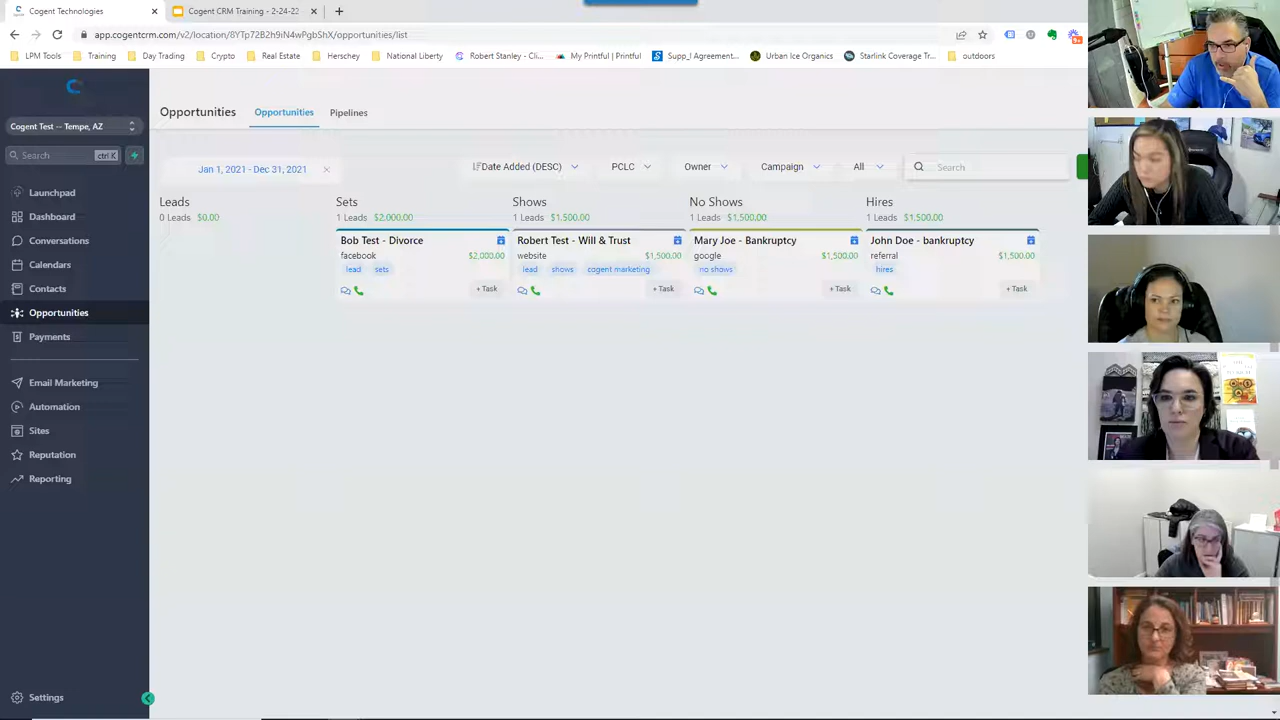 Cogent Technologies
Cogent CRM Training - 2-24-22
app.cogentcrm.com/v2/location/8YTp72B2h9iN4wPgbShX/opportunities/list
LPM Tools Training Day Trading Crypto Real Estate Herschey National Liberty Robert Stanley - Cli... My Printful | Printful Supp_l Agreement... Urban Ice Organics Starlink Coverage Tr... outdoors
Cogent Test -- Tempe, AZ
Search ctrl K
Launchpad
Dashboard
Conversations
Calendars
Contacts
Opportunities
Payments
Email Marketing
Automation
Sites
Reputation
Reporting
Settings
Opportunities Opportunities Pipelines
Jan 1, 2021 - Dec 31, 2021
Date Added (DESC) PCLC Owner Campaign All Search
Leads
0 Leads $0.00
Sets
1 Leads $2,000.00
Bob Test - Divorce
facebook $2,000.00
lead sets
+ Task
Shows
1 Leads $1,500.00
Robert Test - Will & Trust
website $1,500.00
lead shows cogent marketing
+ Task
No Shows
1 Leads $1,500.00
Mary Joe - Bankruptcy
google $1,500.00
no shows
+ Task
Hires
1 Leads $1,500.00
John Doe - bankruptcy
referral $1,500.00
hires
+ Task